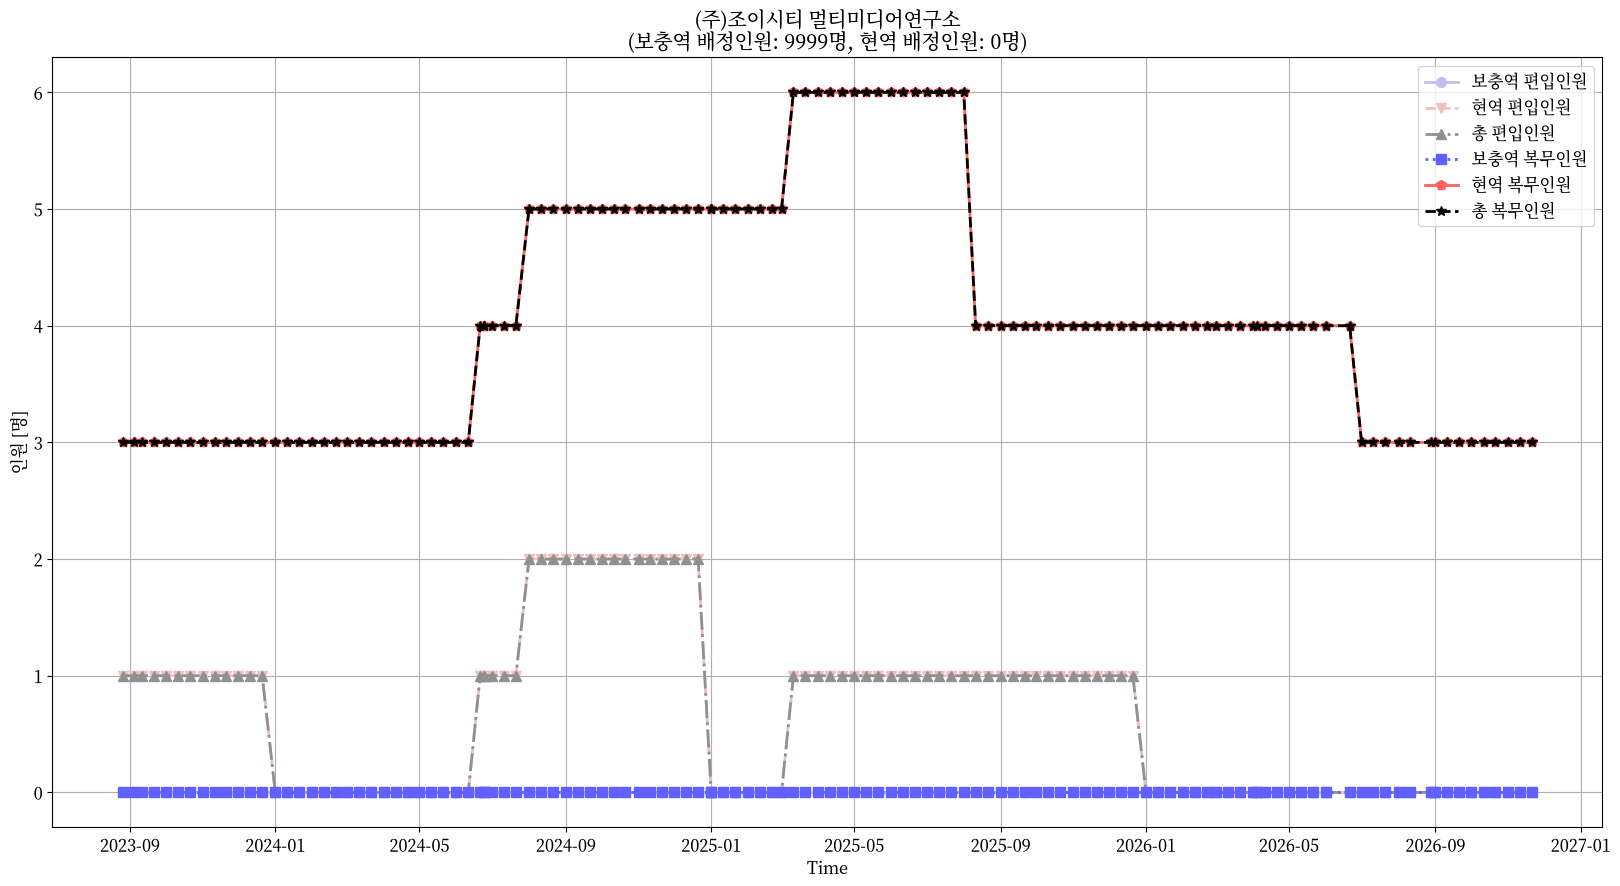 (주)조이시티 멀티미디어연구소
(보충역 배정인원: 9999명, 현역 배정인원: 0명)
보충역 편입인원
현역 편입인원
총 편입인원
보충역 복무인원
현역 복무인원
총 복무인원
인원 [명]
6
5
4
3
2
1
0
2023-09 2024-01 2024-05 2024-09 2025-01 2025-05 2025-09 2026-01 2026-05 2026-09 2027-01
Time